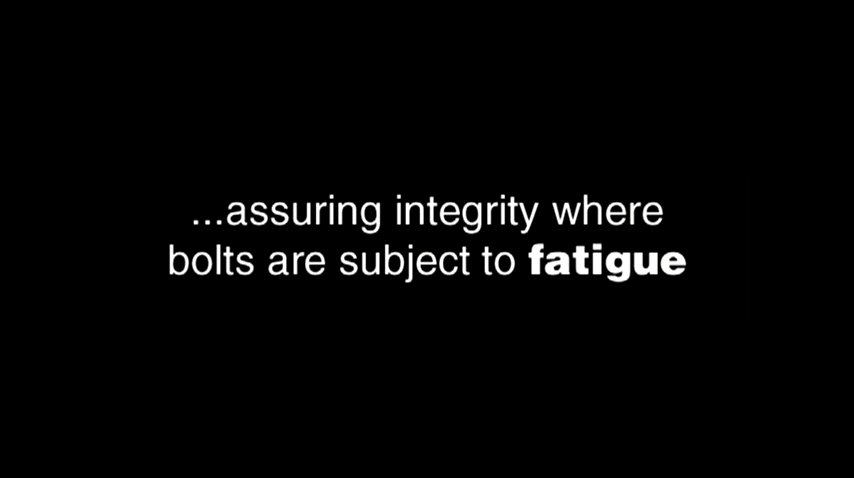 ...assuring integrity where
bolts are subject to fatigue